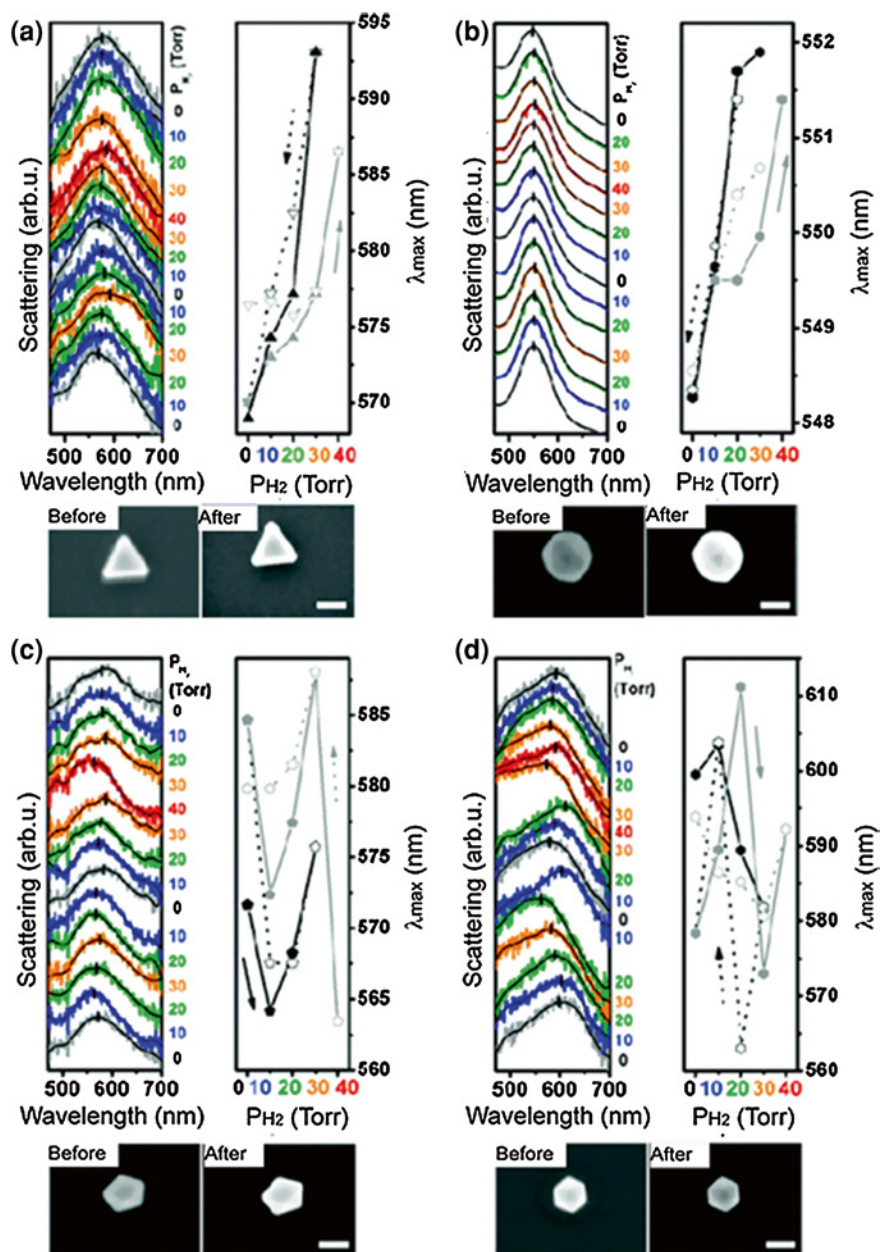 (a)
Scattering (arb.u.)
(Torr)
0
10
20
30
40
30
20
10
0
10
20
30
20
10
0
500 600 700
Wavelength (nm)
595
590
585
580
575
570
λmax (nm)
0 10 20 30 40
PH2 (Torr)
Before
After
(b)
Scattering (arb.u.)
(Torr)
0
20
30
40
30
20
10
0
10
20
30
20
10
0
500 600 700
Wavelength (nm)
552
551
550
549
548
λmax (nm)
0 10 20 30 40
PH2 (Torr)
Before
After
(c)
Scattering (arb.u.)
(Torr)
0
10
20
30
40
30
20
10
0
10
20
30
20
10
0
500 600 700
Wavelength (nm)
585
580
575
570
565
560
λmax (nm)
0 10 20 30 40
PH2 (Torr)
Before
After
(d)
Scattering (arb.u.)
(Torr)
0
10
20
30
40
30
20
10
0
10
20
30
20
10
0
500 600 700
Wavelength (nm)
610
600
590
580
570
560
λmax (nm)
0 10 20 30 40
PH2 (Torr)
Before
After